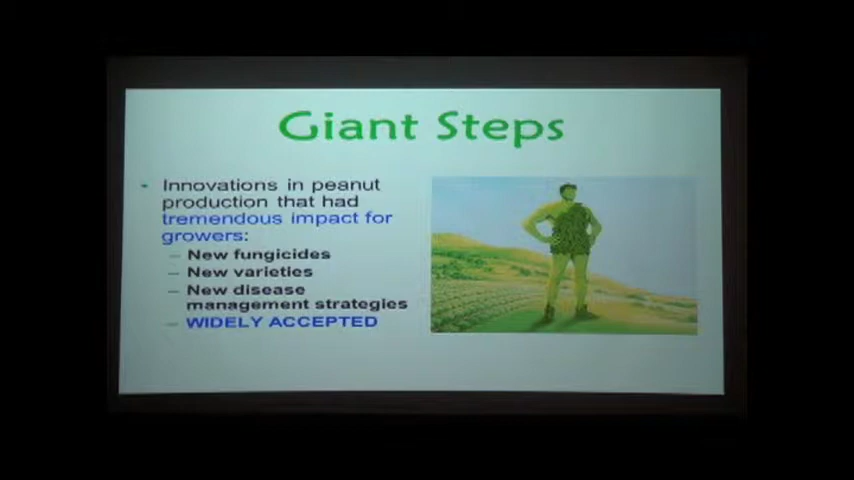 Giant Steps
• Innovations in peanut
production that had
tremendous impact for
growers:
– New fungicides
– New varieties
– New disease
management strategies
– WIDELY ACCEPTED